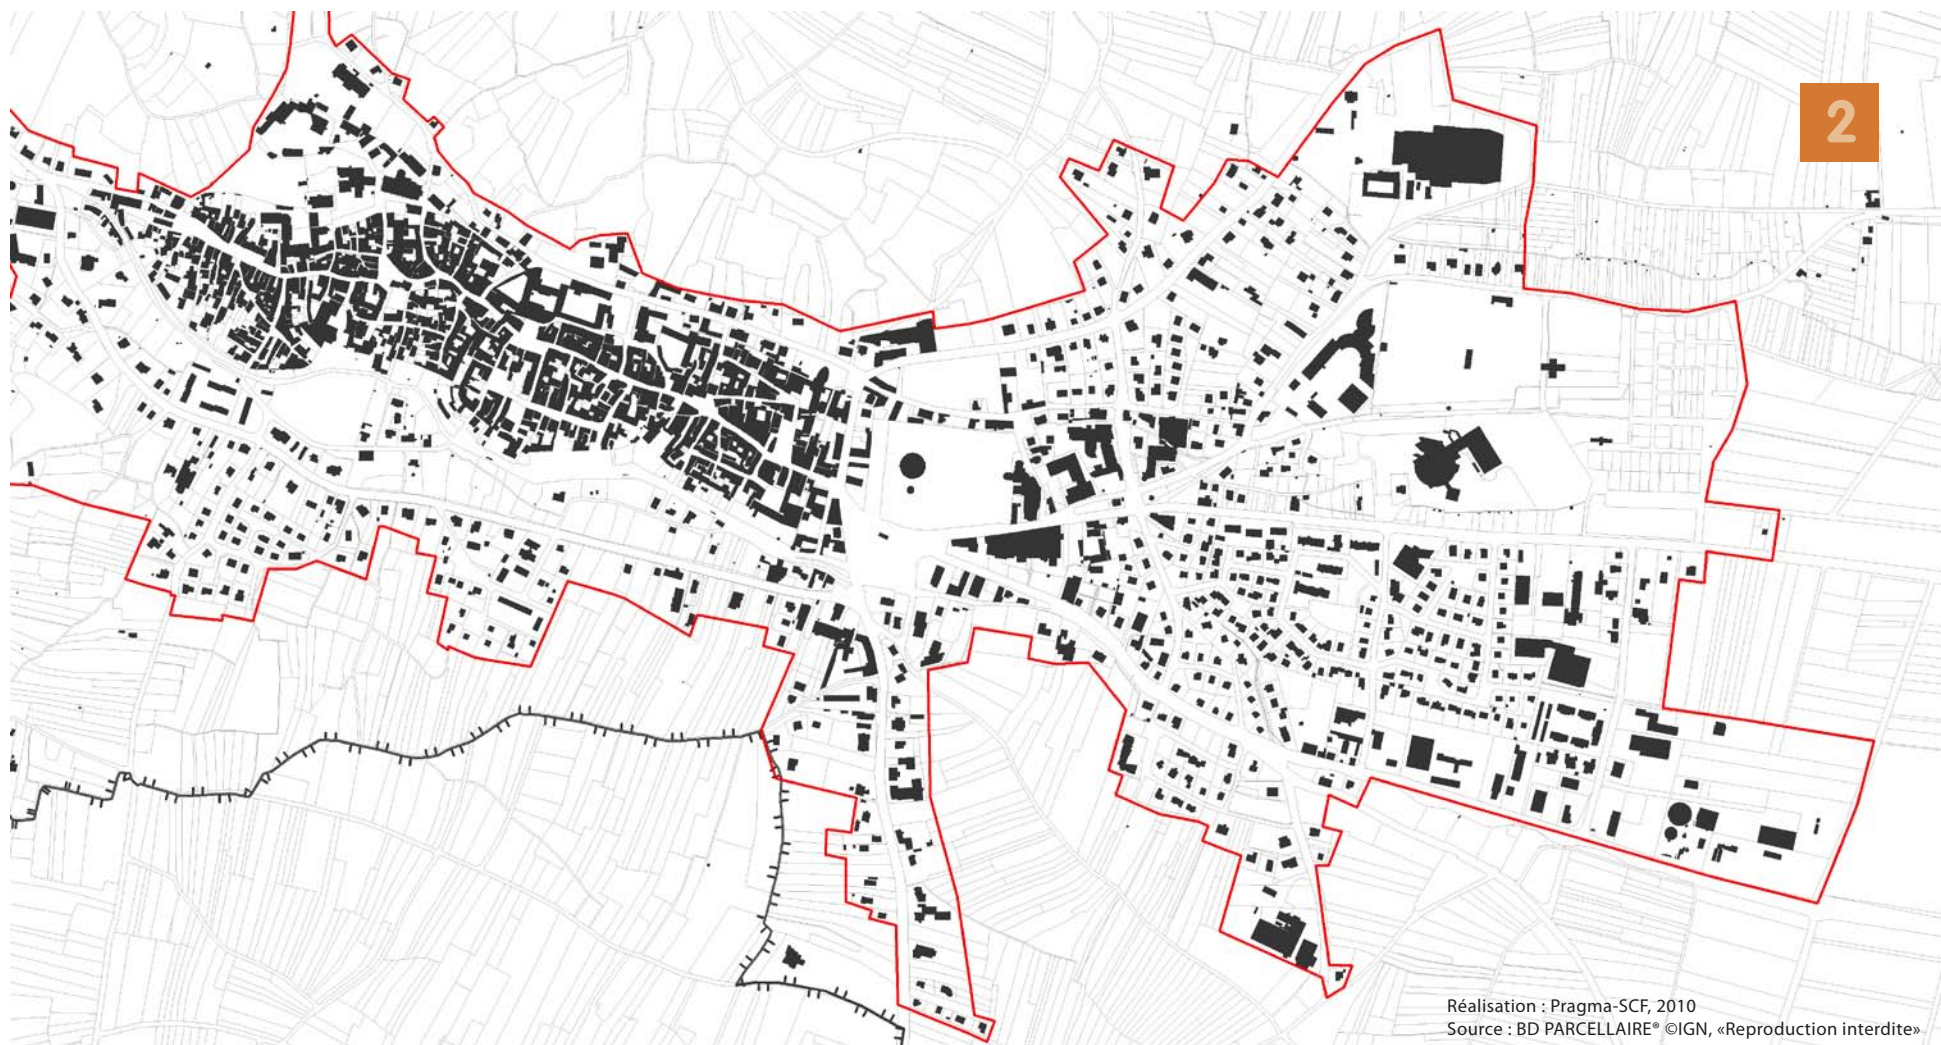 2
Réalisation : Pragma-SCF, 2010
Source : BD PARCELLAIRE® ©IGN, «Reproduction interdite»